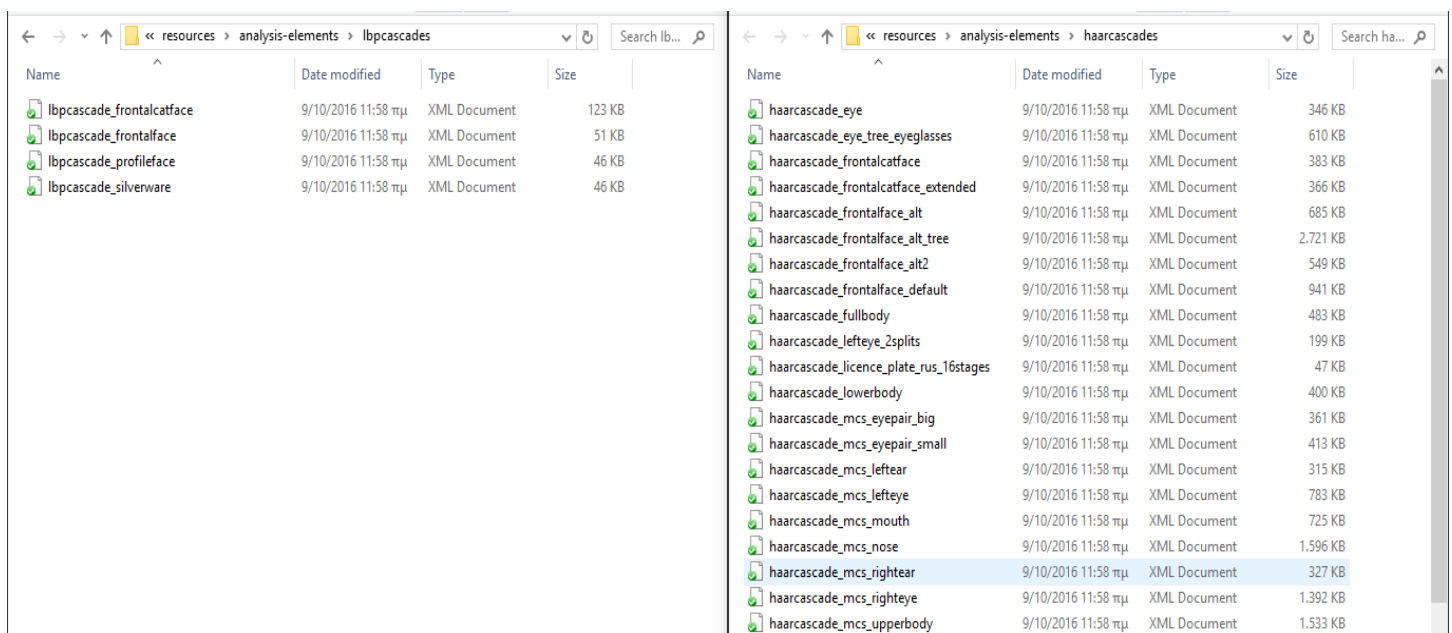 « resources > analysis-elements > lbpcascades
Search lb...
Name Date modified Type Size
lbpcascade_frontalcatface 9/10/2016 11:58 πμ XML Document 123 KB
lbpcascade_frontalface 9/10/2016 11:58 πμ XML Document 51 KB
lbpcascade_profileface 9/10/2016 11:58 πμ XML Document 46 KB
lbpcascade_silverware 9/10/2016 11:58 πμ XML Document 46 KB
« resources > analysis-elements > haarcascades
Search ha...
Name Date modified Type Size
haarcascade_eye 9/10/2016 11:58 πμ XML Document 346 KB
haarcascade_eye_tree_eyeglasses 9/10/2016 11:58 πμ XML Document 610 KB
haarcascade_frontalcatface 9/10/2016 11:58 πμ XML Document 383 KB
haarcascade_frontalcatface_extended 9/10/2016 11:58 πμ XML Document 366 KB
haarcascade_frontalface_alt 9/10/2016 11:58 πμ XML Document 685 KB
haarcascade_frontalface_alt_tree 9/10/2016 11:58 πμ XML Document 2.721 KB
haarcascade_frontalface_alt2 9/10/2016 11:58 πμ XML Document 549 KB
haarcascade_frontalface_default 9/10/2016 11:58 πμ XML Document 941 KB
haarcascade_fullbody 9/10/2016 11:58 πμ XML Document 483 KB
haarcascade_lefteye_2splits 9/10/2016 11:58 πμ XML Document 199 KB
haarcascade_licence_plate_rus_16stages 9/10/2016 11:58 πμ XML Document 47 KB
haarcascade_lowerbody 9/10/2016 11:58 πμ XML Document 400 KB
haarcascade_mcs_eyepair_big 9/10/2016 11:58 πμ XML Document 361 KB
haarcascade_mcs_eyepair_small 9/10/2016 11:58 πμ XML Document 413 KB
haarcascade_mcs_leftear 9/10/2016 11:58 πμ XML Document 315 KB
haarcascade_mcs_lefteye 9/10/2016 11:58 πμ XML Document 783 KB
haarcascade_mcs_mouth 9/10/2016 11:58 πμ XML Document 725 KB
haarcascade_mcs_nose 9/10/2016 11:58 πμ XML Document 1.596 KB
haarcascade_mcs_rightear 9/10/2016 11:58 πμ XML Document 327 KB
haarcascade_mcs_righteye 9/10/2016 11:58 πμ XML Document 1.392 KB
haarcascade_mcs_upperbody 9/10/2016 11:58 πμ XML Document 1.533 KB